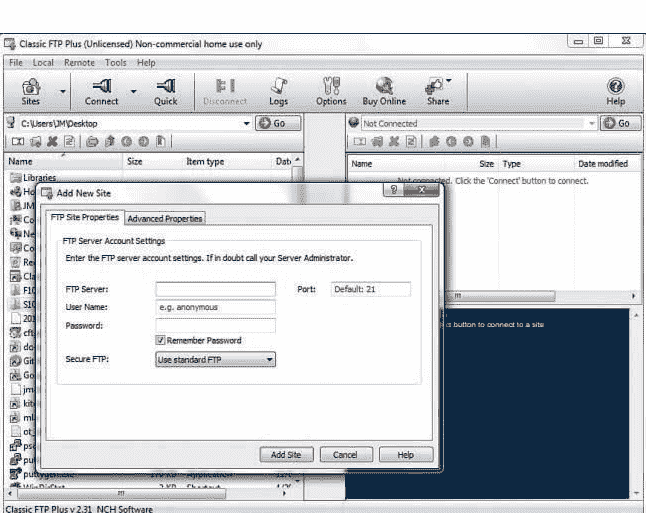 Classic FTP Plus (Unlicensed) Non-commercial home use only
File Local Remote Tools Help
Sites Connect Quick Disconnect Logs Options Buy Online Share Help
C:\Users\JM\Desktop Go Not Connected Go
Name Size Item type Date
Name Size Type Date modified
Libraries
Not connected. Click the 'Connect' button to connect.
Add New Site
FTP Site Properties Advanced Properties
FTP Server Account Settings
Enter the FTP server account settings. If in doubt call your Server Administrator.
FTP Server: Port: Default: 21
User Name: e.g. anonymous
Password:
Remember Password
Secure FTP: Use standard FTP
button to connect to a site
Add Site Cancel Help
Classic FTP Plus v 2.31 NCH Software